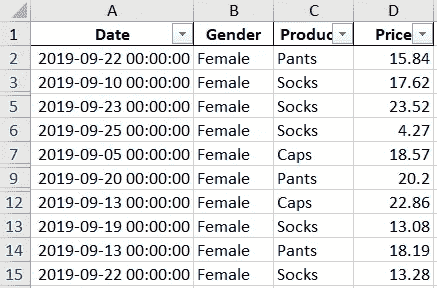 A B C D
1 Date Gender Produc Price
2 2019-09-22 00:00:00 Female Pants 15.84
3 2019-09-10 00:00:00 Female Socks 17.62
5 2019-09-23 00:00:00 Female Socks 23.52
6 2019-09-25 00:00:00 Female Socks 4.27
7 2019-09-05 00:00:00 Female Caps 18.57
9 2019-09-20 00:00:00 Female Pants 20.2
12 2019-09-13 00:00:00 Female Caps 22.86
13 2019-09-19 00:00:00 Female Socks 13.08
14 2019-09-13 00:00:00 Female Pants 18.19
15 2019-09-22 00:00:00 Female Socks 13.28